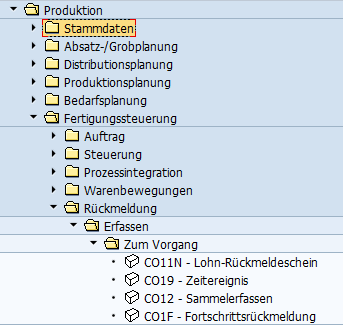 Produktion
Stammdaten
Absatz-/Grobplanung
Distributionsplanung
Produktionsplanung
Bedarfsplanung
Fertigungssteuerung
Auftrag
Steuerung
Prozessintegration
Warenbewegungen
Rückmeldung
Erfassen
Zum Vorgang
CO11N - Lohn-Rückmeldeschein
CO19 - Zeitereignis
CO12 - Sammelerfassen
CO1F - Fortschrittsrückmeldung